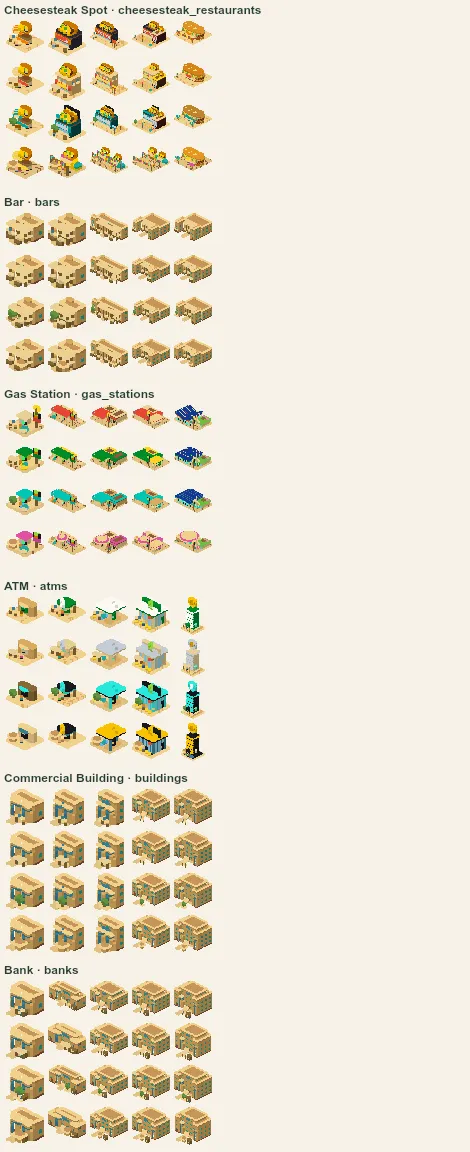 Cheesesteak Spot · cheesesteak_restaurants
Bar · bars
Gas Station · gas_stations
ATM · atms
Commercial Building · buildings
Bank · banks